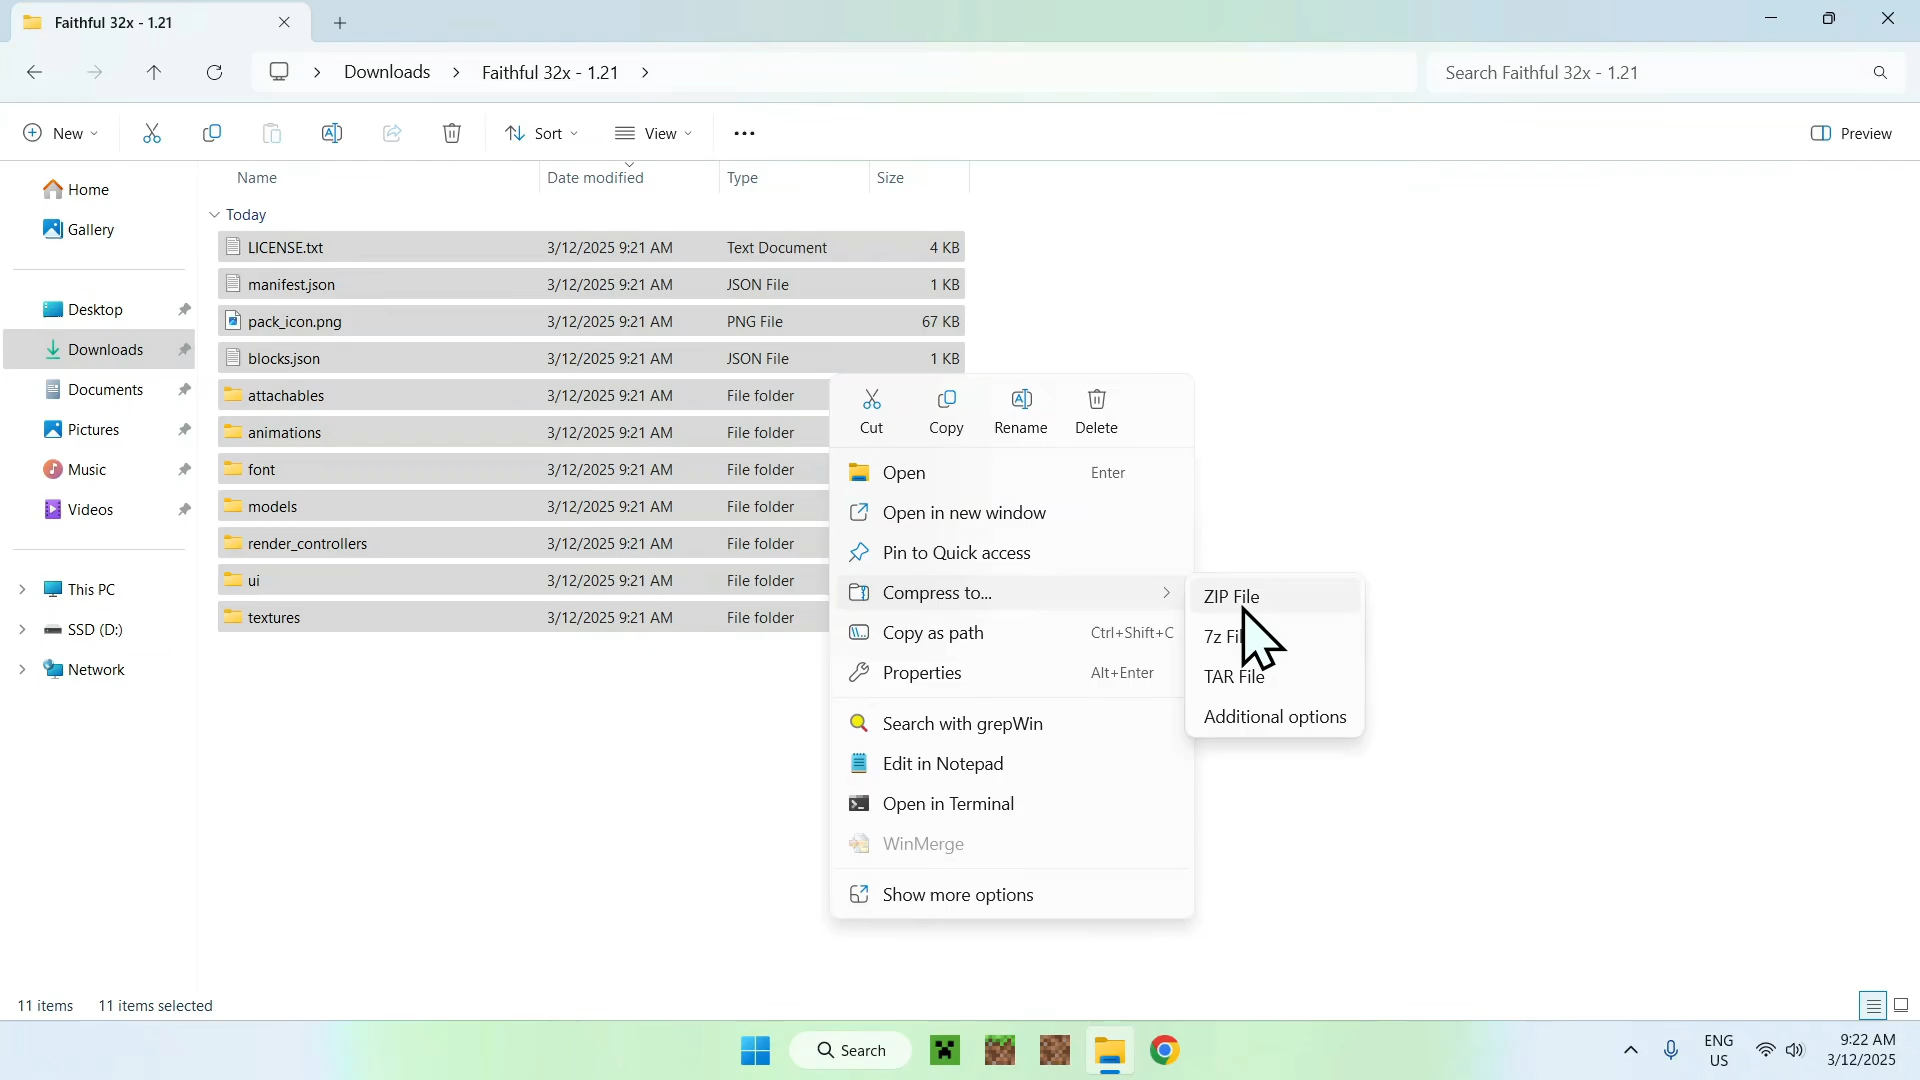 Faithful 32x - 1.21
Downloads
Faithful 32x - 1.21
Search Faithful 32x - 1.21
New
Sort
View
Preview
Name
Date modified
Type
Size
Home
Gallery
Desktop
Downloads
Documents
Pictures
Music
Videos
This PC
SSD (D:)
Network
Today
LICENSE.txt 3/12/2025 9:21 AM Text Document 4 KB
manifest.json 3/12/2025 9:21 AM JSON File 1 KB
pack_icon.png 3/12/2025 9:21 AM PNG File 67 KB
blocks.json 3/12/2025 9:21 AM JSON File 1 KB
attachables 3/12/2025 9:21 AM File folder
animations 3/12/2025 9:21 AM File folder
font 3/12/2025 9:21 AM File folder
models 3/12/2025 9:21 AM File folder
render_controllers 3/12/2025 9:21 AM File folder
ui 3/12/2025 9:21 AM File folder
textures 3/12/2025 9:21 AM File folder
Cut
Copy
Rename
Delete
Open Enter
Open in new window
Pin to Quick access
Compress to...
Copy as path Ctrl+Shift+C
Properties Alt+Enter
Search with grepWin
Edit in Notepad
Open in Terminal
WinMerge
Show more options
ZIP File
7z
TAR File
Additional options
11 items 11 items selected
Search
ENG
US
9:22 AM
3/12/2025